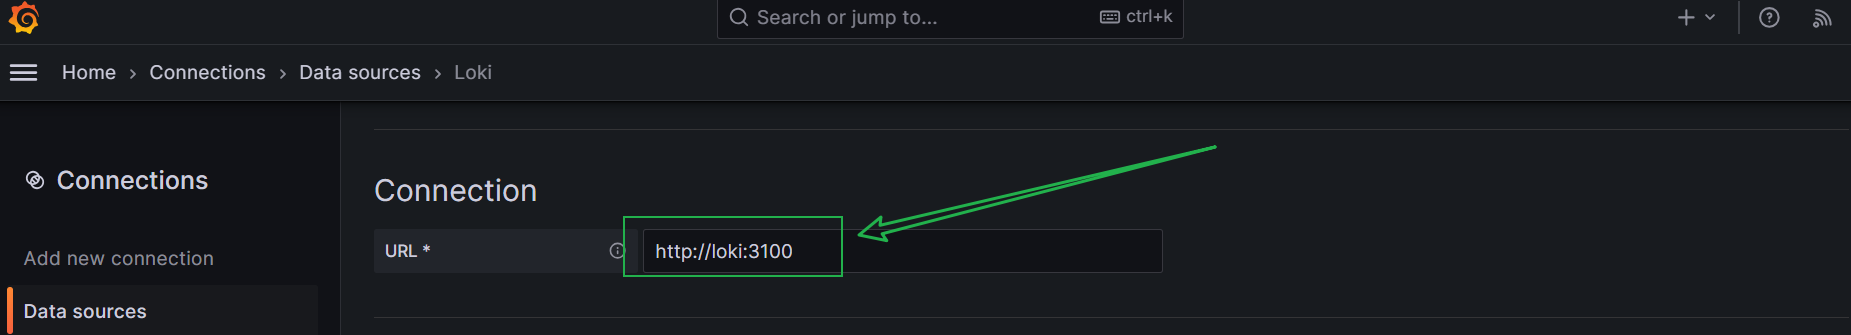 Search or jump to... ctrl+k
Home › Connections › Data sources › Loki
Connections
Add new connection
Data sources
Connection
URL * http://loki:3100